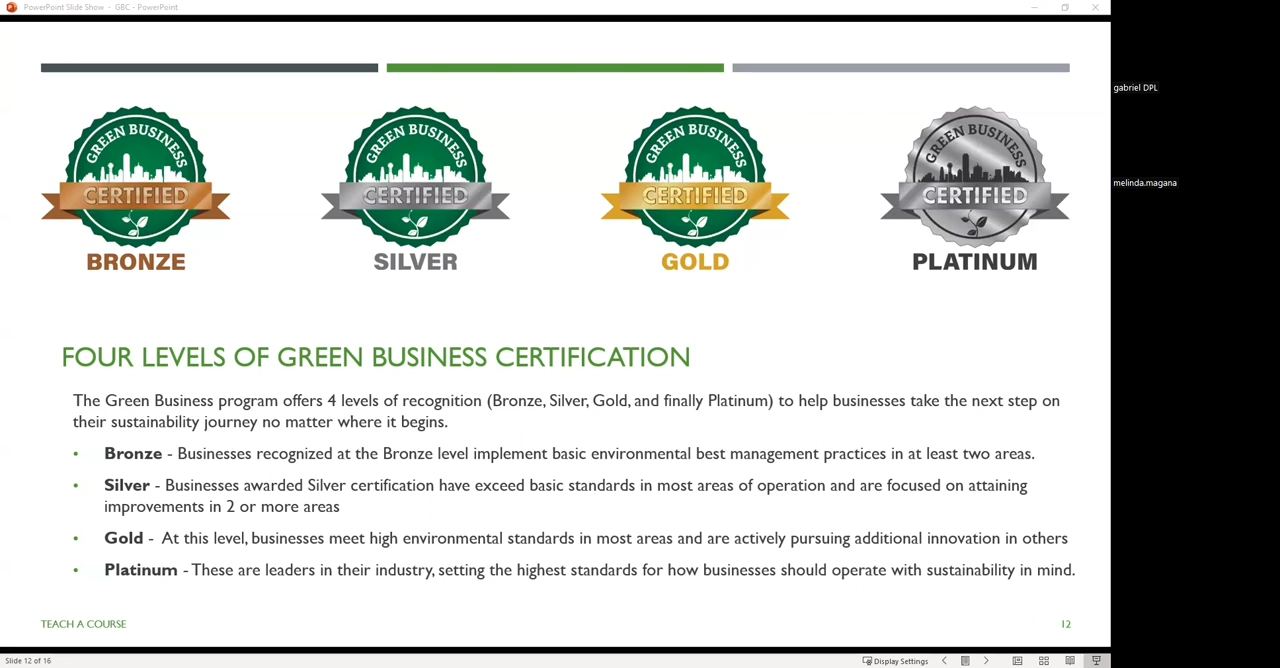 PowerPoint Slide Show - GBC - PowerPoint
gabriel DPL
melinda.magana
GREEN BUSINESS
CERTIFIED
BRONZE
GREEN BUSINESS
CERTIFIED
SILVER
GREEN BUSINESS
CERTIFIED
GOLD
GREEN BUSINESS
CERTIFIED
PLATINUM
FOUR LEVELS OF GREEN BUSINESS CERTIFICATION
The Green Business program offers 4 levels of recognition (Bronze, Silver, Gold, and finally Platinum) to help businesses take the next step on
their sustainability journey no matter where it begins.
• Bronze - Businesses recognized at the Bronze level implement basic environmental best management practices in at least two areas.
• Silver - Businesses awarded Silver certification have exceed basic standards in most areas of operation and are focused on attaining
improvements in 2 or more areas
• Gold - At this level, businesses meet high environmental standards in most areas and are actively pursuing additional innovation in others
• Platinum - These are leaders in their industry, setting the highest standards for how businesses should operate with sustainability in mind.
TEACH A COURSE
12
Slide 12 of 16
Display Settings